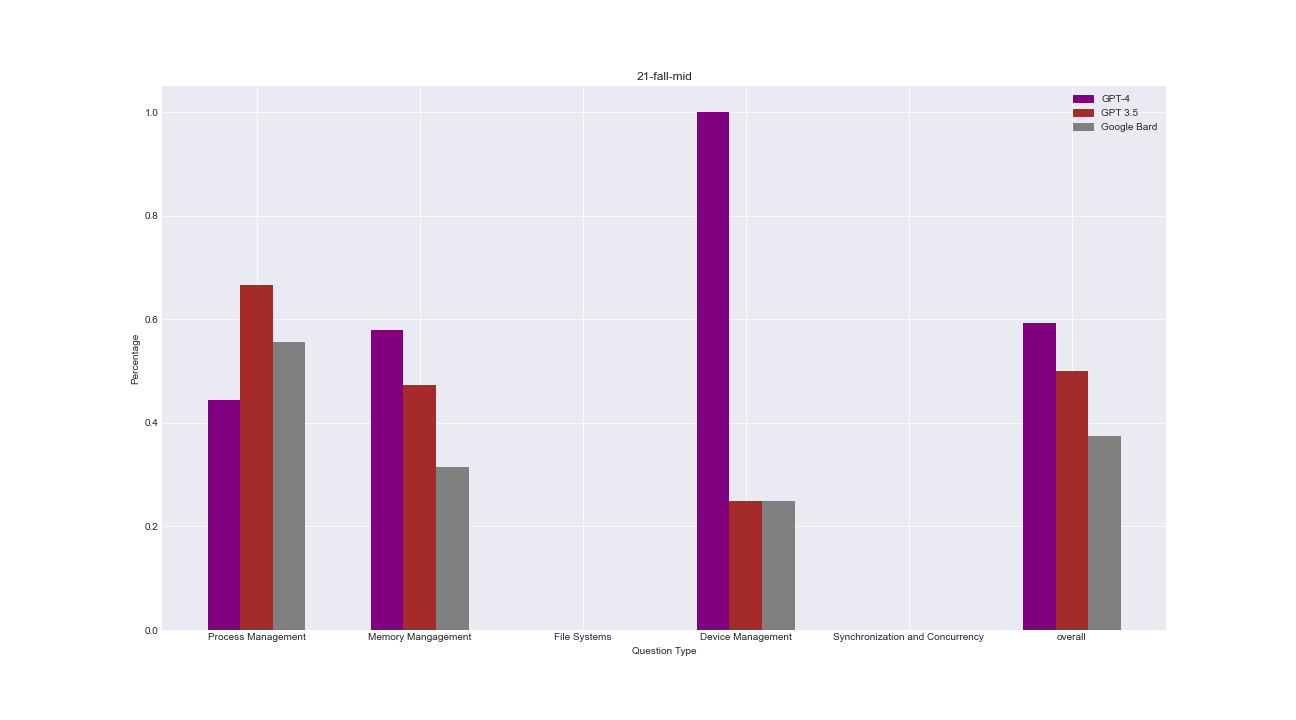 21-fall-mid
GPT-4
GPT 3.5
Google Bard
1.0
0.8
0.6
0.4
0.2
0.0
Percentage
Process Management
Memory Mangagement
File Systems
Device Management
Synchronization and Concurrency
overall
Question Type